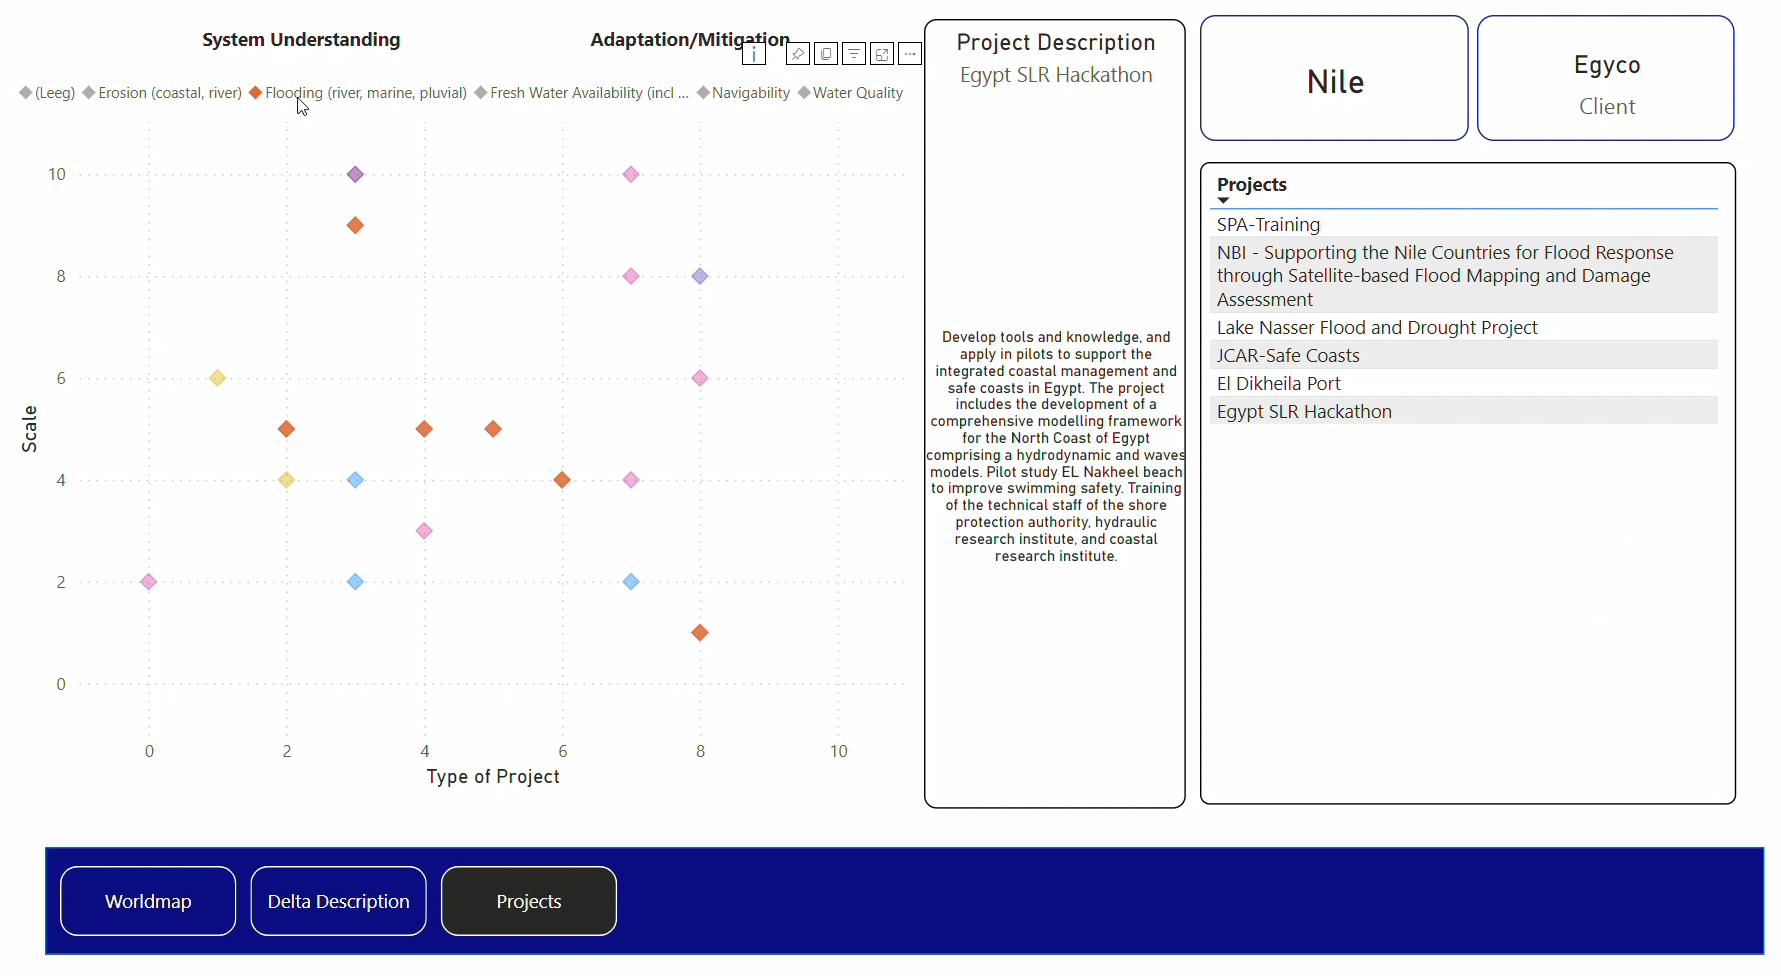 System Understanding
Adaptation/Mitigation
(Leeg) Erosion (coastal, river) Flooding (river, marine, pluvial) Fresh Water Availability (incl ... Navigability Water Quality
10
8
6
4
2
0
Scale
0 2 4 6 8 10
Type of Project
Project Description
Egypt SLR Hackathon
Develop tools and knowledge, and
apply in pilots to support the
integrated coastal management and
safe coasts in Egypt. The project
includes the development of a
comprehensive modelling framework
for the North Coast of Egypt
comprising a hydrodynamic and waves
models. Pilot study EL Nakheel beach
to improve swimming safety. Training
of the technical staff of the shore
protection authority, hydraulic
research institute, and coastal
research institute.
Nile
Egyco
Client
Projects
SPA-Training
NBI - Supporting the Nile Countries for Flood Response
through Satellite-based Flood Mapping and Damage
Assessment
Lake Nasser Flood and Drought Project
JCAR-Safe Coasts
El Dikheila Port
Egypt SLR Hackathon
Worldmap
Delta Description
Projects